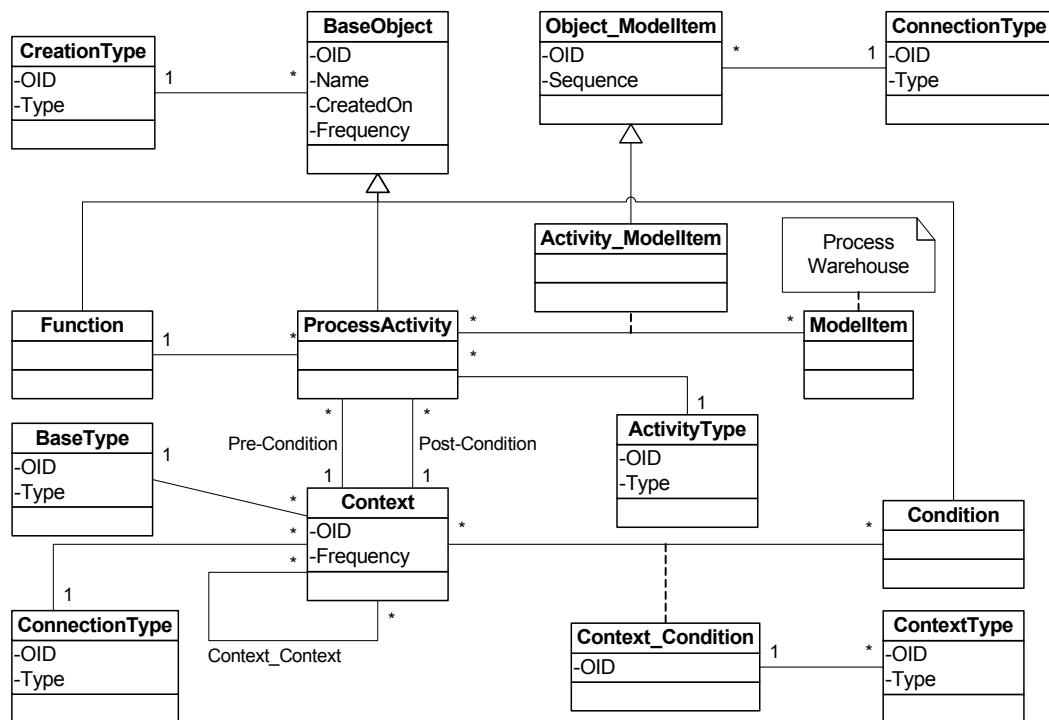 BaseObject
-OID
-Name
-CreatedOn
-Frequency
Object_ModelItem
-OID
-Sequence
ConnectionType
-OID
-Type
CreationType
-OID
-Type
1
*
*
1
Activity_ModelItem
Process
Warehouse
Function
1
*
ProcessActivity
*
*
*
ModelItem
*
*
1
Pre-Condition
Post-Condition
ActivityType
-OID
-Type
BaseType
-OID
-Type
1
1
1
*
Context
-OID
-Frequency
*
*
*
*
Condition
*
1
Context_Context
ConnectionType
-OID
-Type
Context_Condition
-OID
1
*
ContextType
-OID
-Type